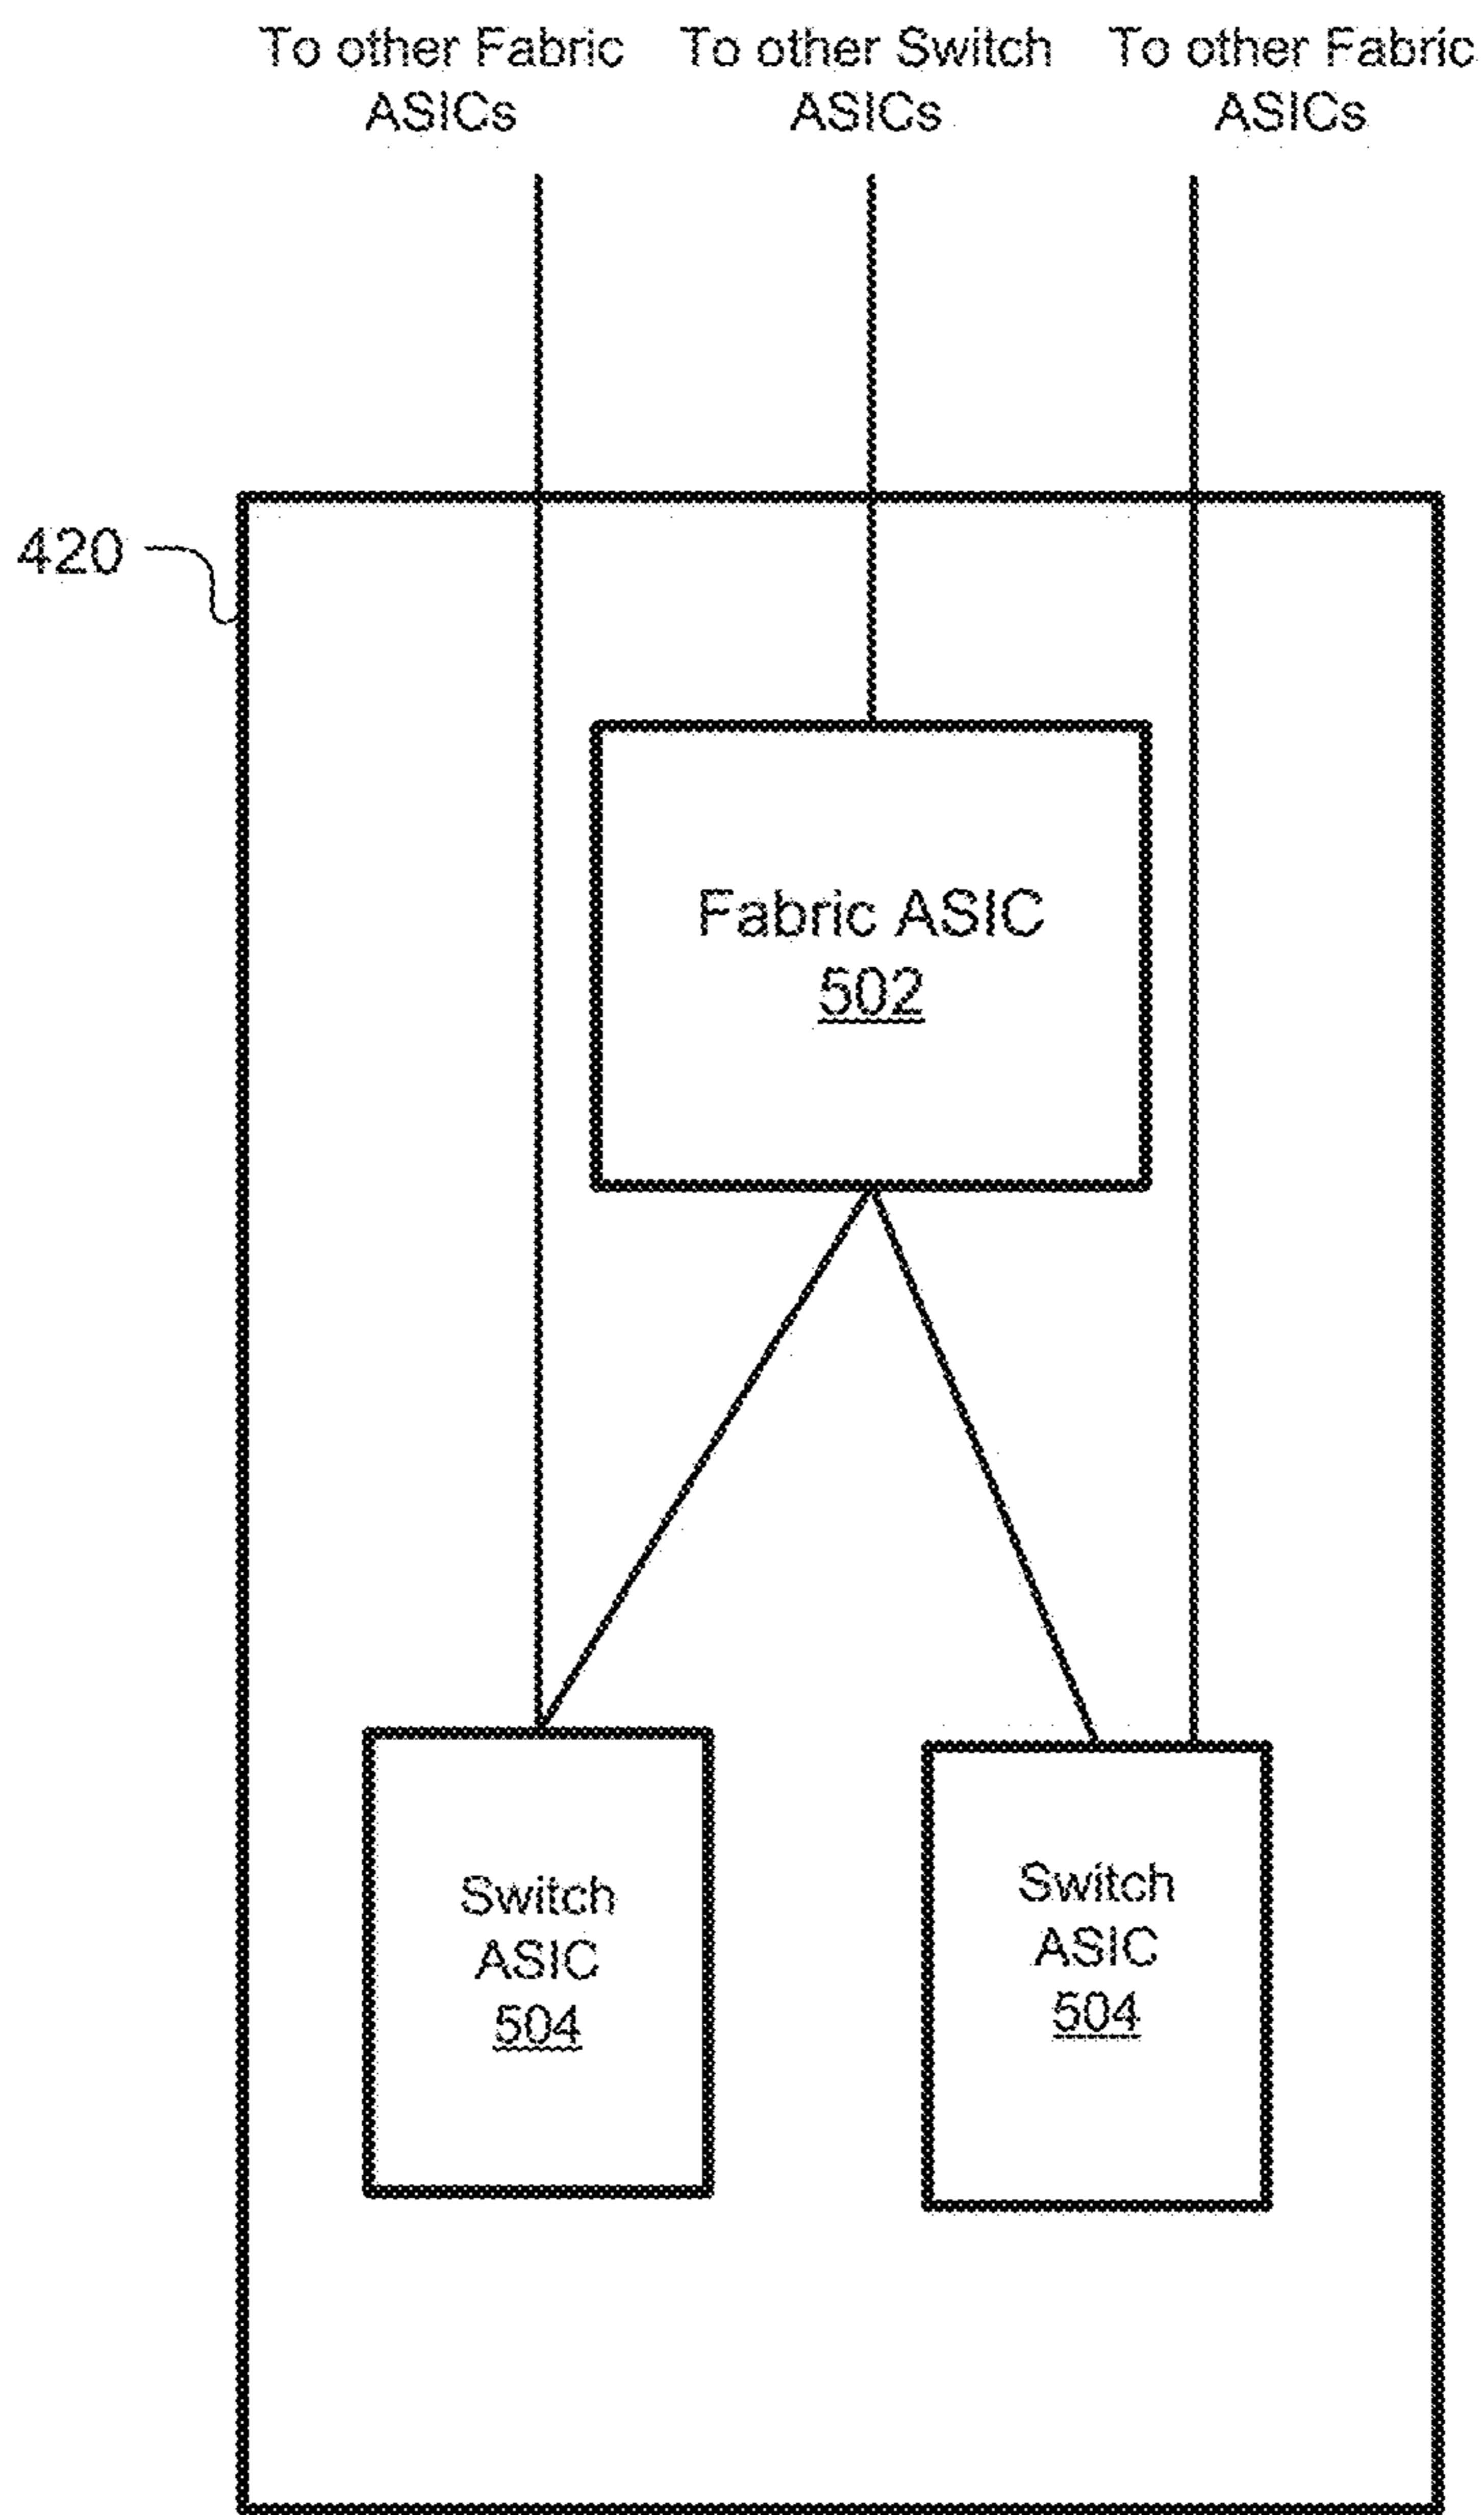 To other Fabric
ASICs
To other Switch
ASICs
To other Fabric
ASICs
420
Fabric ASIC
502
Switch
ASIC
504
Switch
ASIC
504